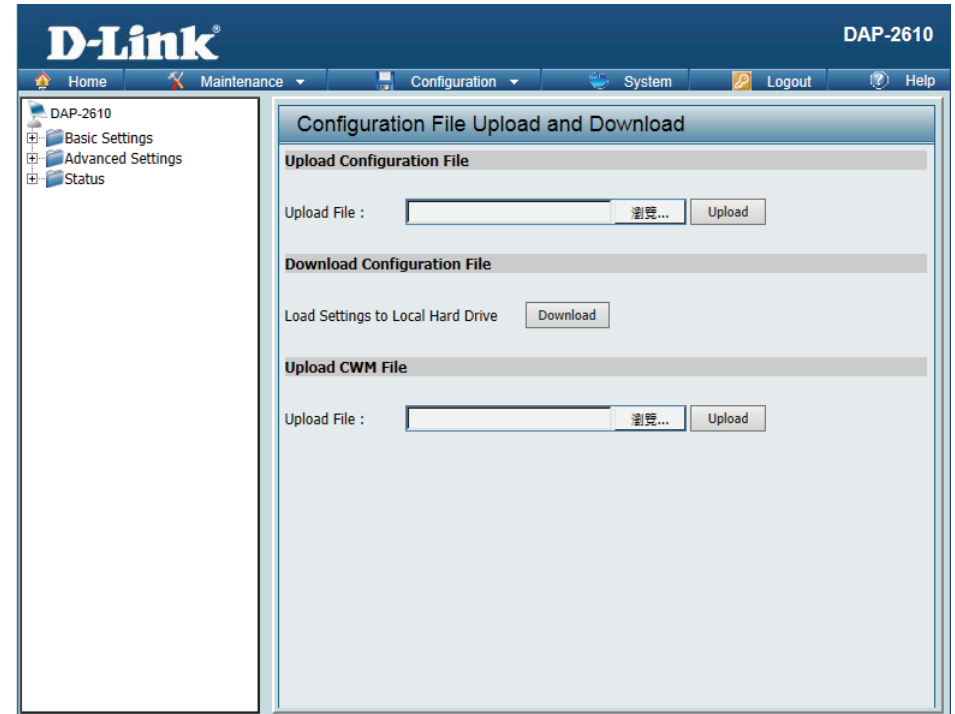 D-Link®
DAP-2610
Home Maintenance Configuration System Logout Help
DAP-2610
Basic Settings
Advanced Settings
Status
Configuration File Upload and Download
Upload Configuration File
Upload File : 瀏覽... Upload
Download Configuration File
Load Settings to Local Hard Drive Download
Upload CWM File
Upload File : 瀏覽... Upload